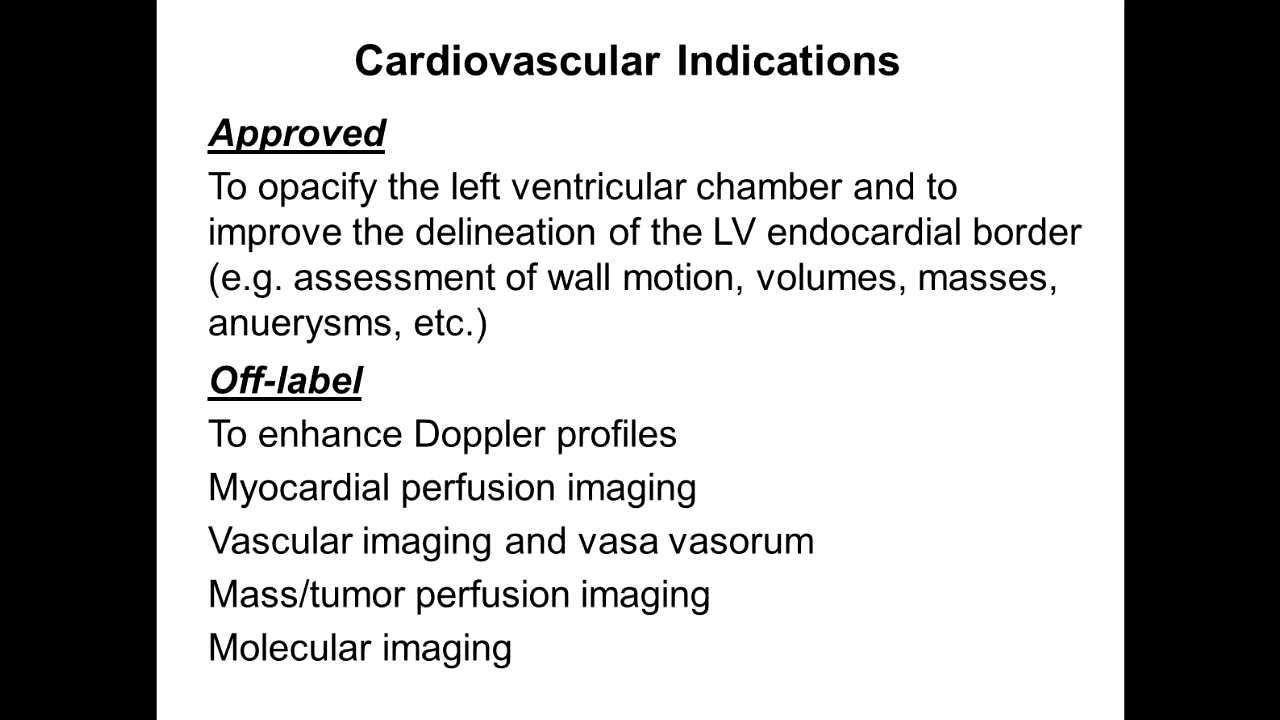 Cardiovascular Indications
Approved
To opacify the left ventricular chamber and to
improve the delineation of the LV endocardial border
(e.g. assessment of wall motion, volumes, masses,
anuerysms, etc.)
Off-label
To enhance Doppler profiles
Myocardial perfusion imaging
Vascular imaging and vasa vasorum
Mass/tumor perfusion imaging
Molecular imaging